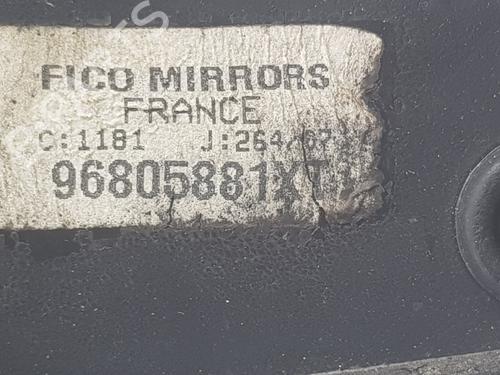 FICO MIRRORS
FRANCE
C:1181 J:264/07
96805881XT